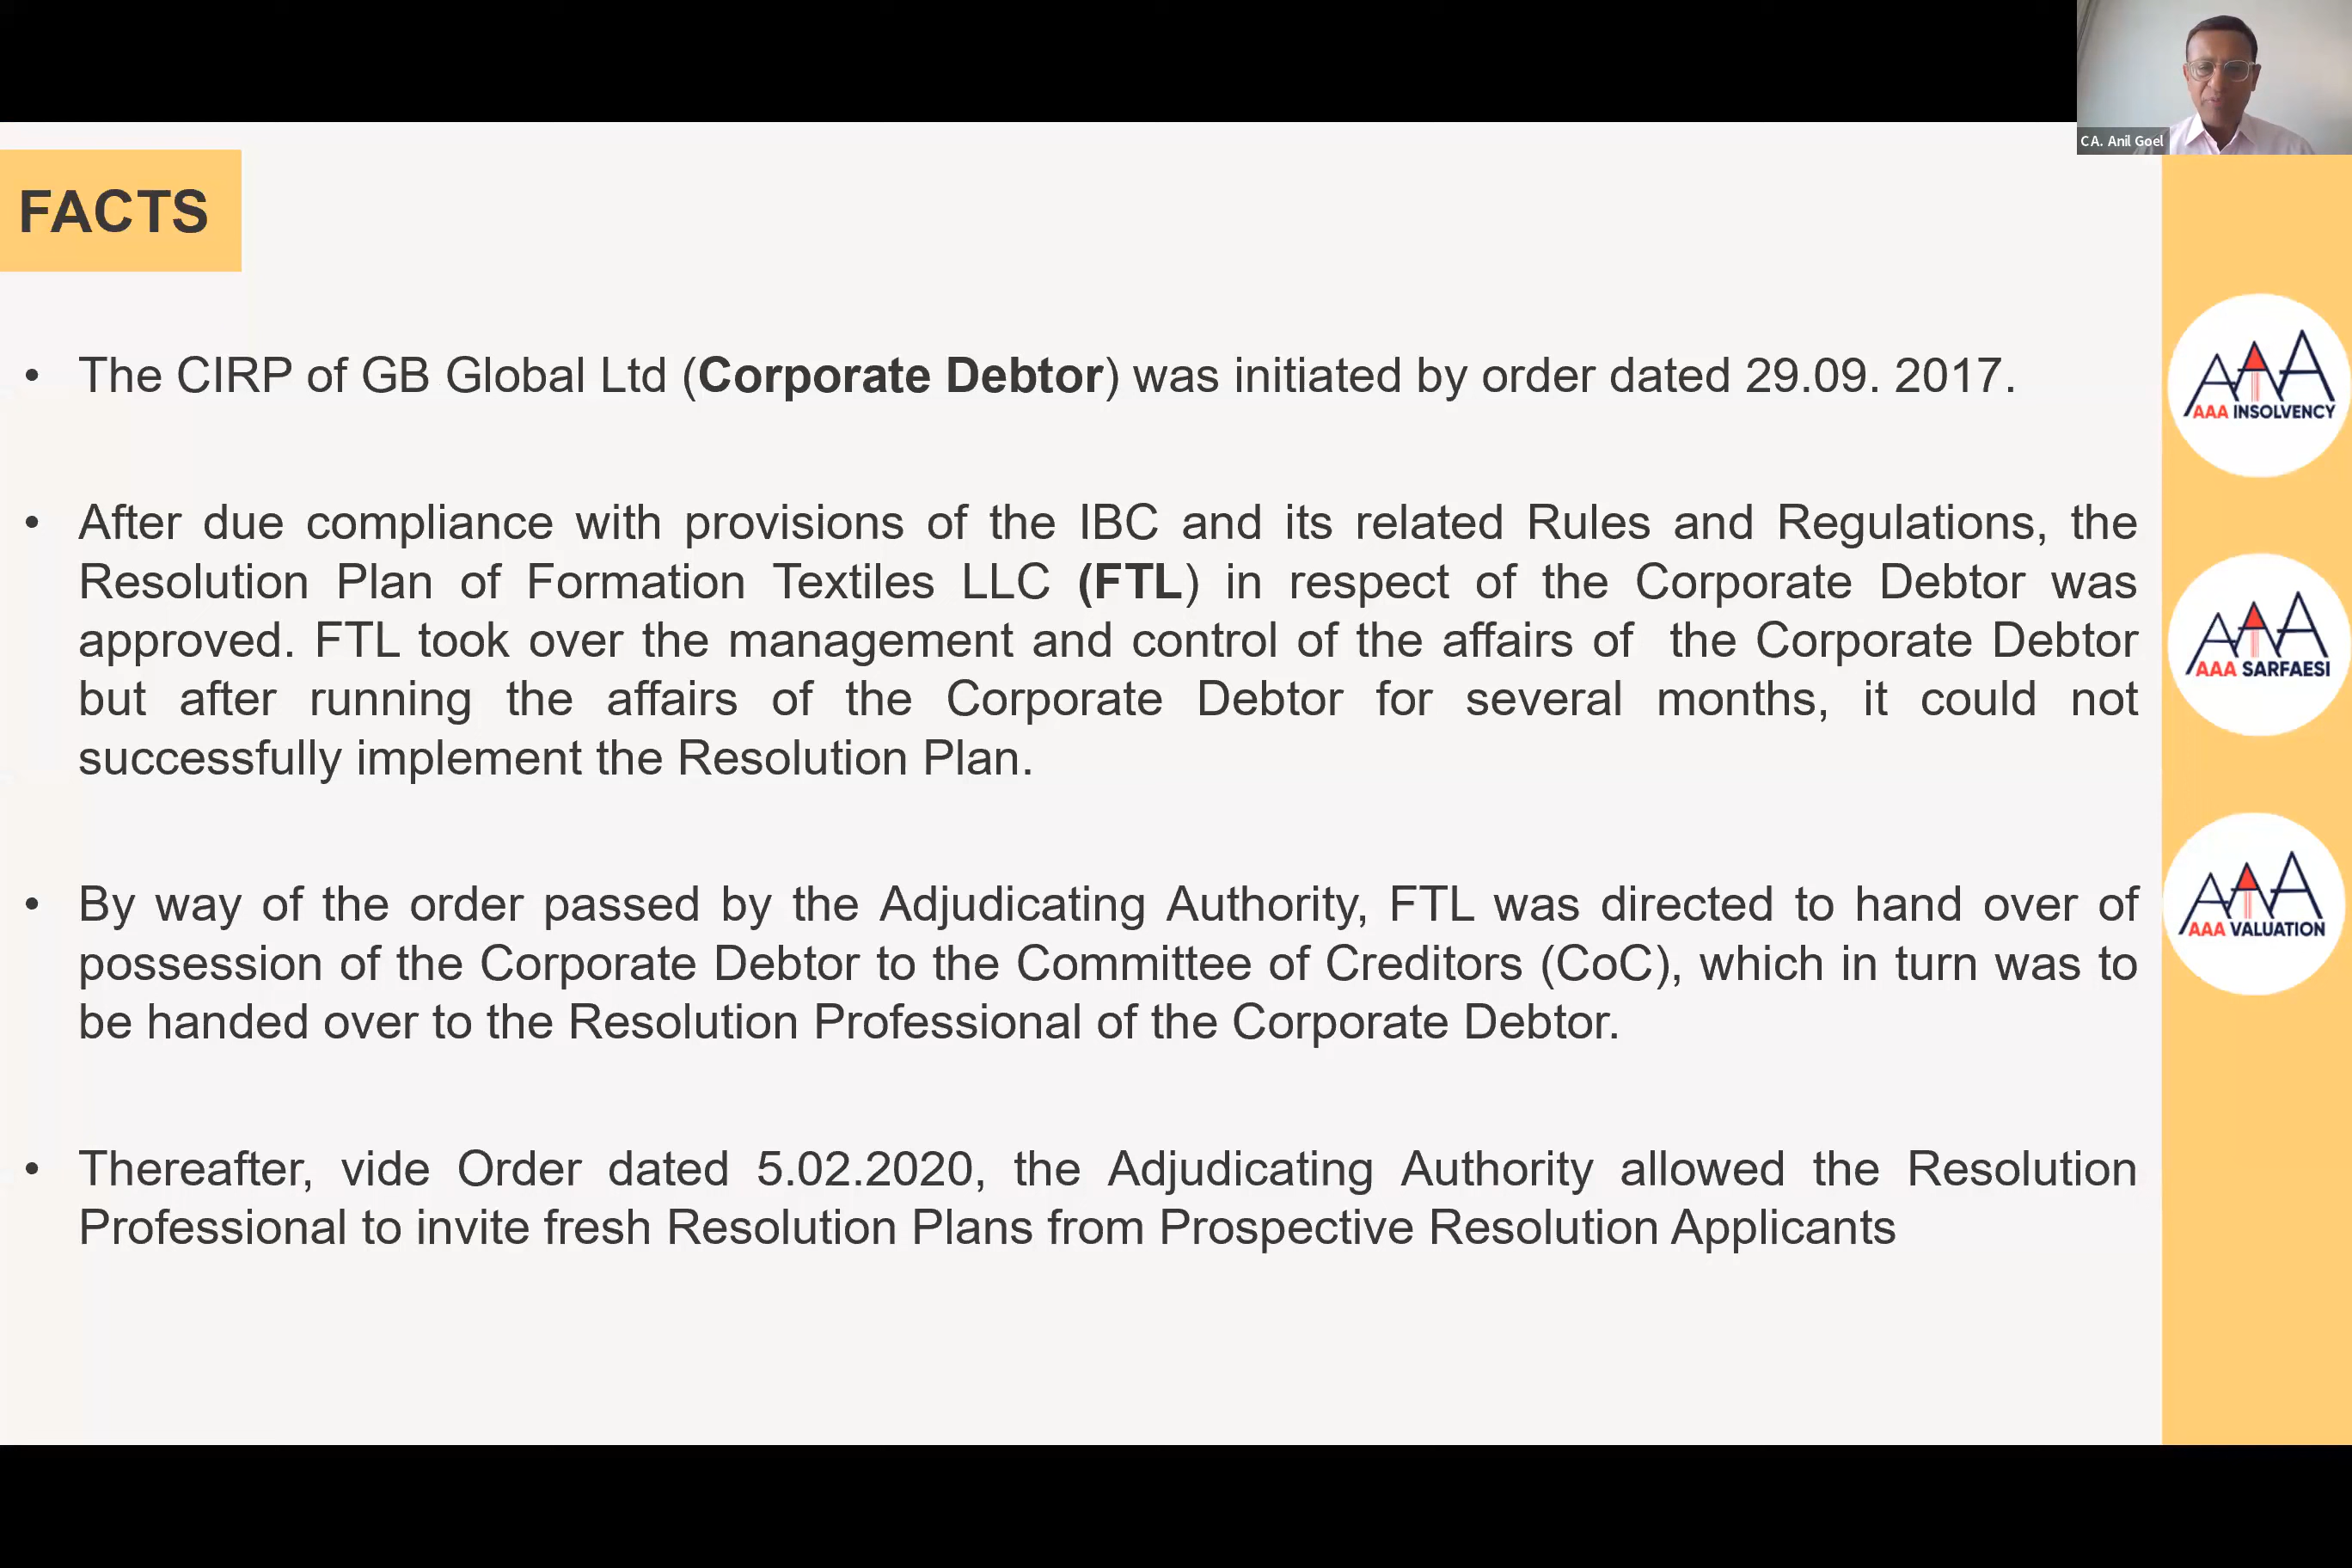 CA. Anil Goel
FACTS
• The CIRP of GB Global Ltd (Corporate Debtor) was initiated by order dated 29.09. 2017.
• After due compliance with provisions of the IBC and its related Rules and Regulations, the
Resolution Plan of Formation Textiles LLC (FTL) in respect of the Corporate Debtor was
approved. FTL took over the management and control of the affairs of the Corporate Debtor
but after running the affairs of the Corporate Debtor for several months, it could not
successfully implement the Resolution Plan.
• By way of the order passed by the Adjudicating Authority, FTL was directed to hand over of
possession of the Corporate Debtor to the Committee of Creditors (CoC), which in turn was to
be handed over to the Resolution Professional of the Corporate Debtor.
• Thereafter, vide Order dated 5.02.2020, the Adjudicating Authority allowed the Resolution
Professional to invite fresh Resolution Plans from Prospective Resolution Applicants
AAA
AAA INSOLVENCY
AAA
AAA SARFAESI
AAA
AAA VALUATION